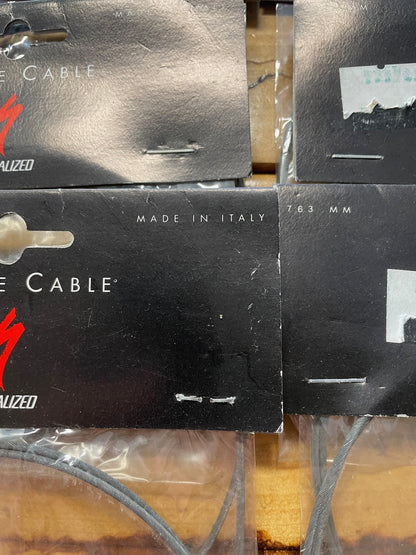 E CABLE
ALIZED
MADE IN ITALY
763 MM
E CABLE
ALIZED